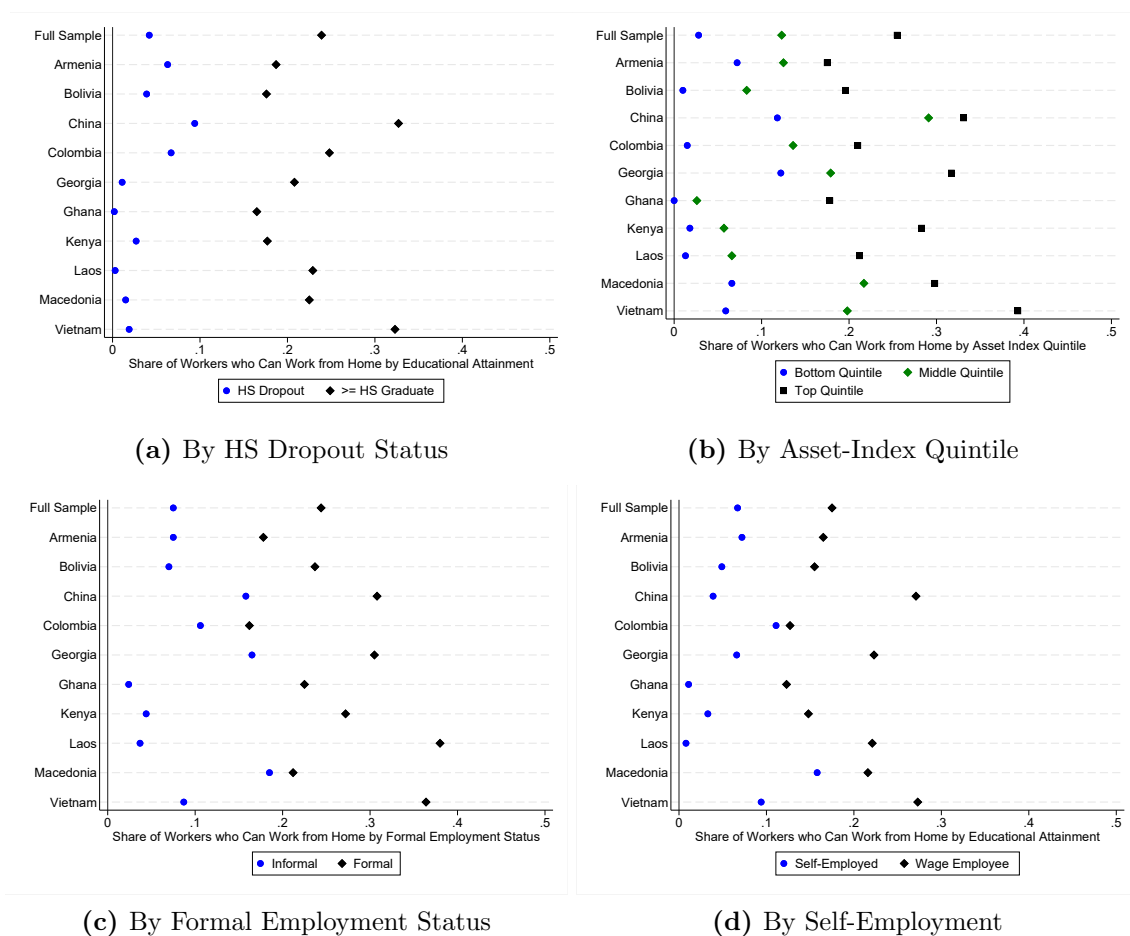 Full Sample
Armenia
Bolivia
China
Colombia
Georgia
Ghana
Kenya
Laos
Macedonia
Vietnam
0 .1 .2 .3 .4 .5
Share of Workers who Can Work from Home by Educational Attainment
HS Dropout >= HS Graduate
(a) By HS Dropout Status
Full Sample
Armenia
Bolivia
China
Colombia
Georgia
Ghana
Kenya
Laos
Macedonia
Vietnam
0 .1 .2 .3 .4 .5
Share of Workers who Can Work from Home by Asset Index Quintile
Bottom Quintile Middle Quintile
Top Quintile
(b) By Asset-Index Quintile
Full Sample
Armenia
Bolivia
China
Colombia
Georgia
Ghana
Kenya
Laos
Macedonia
Vietnam
0 .1 .2 .3 .4 .5
Share of Workers who Can Work from Home by Formal Employment Status
Informal Formal
(c) By Formal Employment Status
Full Sample
Armenia
Bolivia
China
Colombia
Georgia
Ghana
Kenya
Laos
Macedonia
Vietnam
0 .1 .2 .3 .4 .5
Share of Workers who Can Work from Home by Educational Attainment
Self-Employed Wage Employee
(d) By Self-Employment